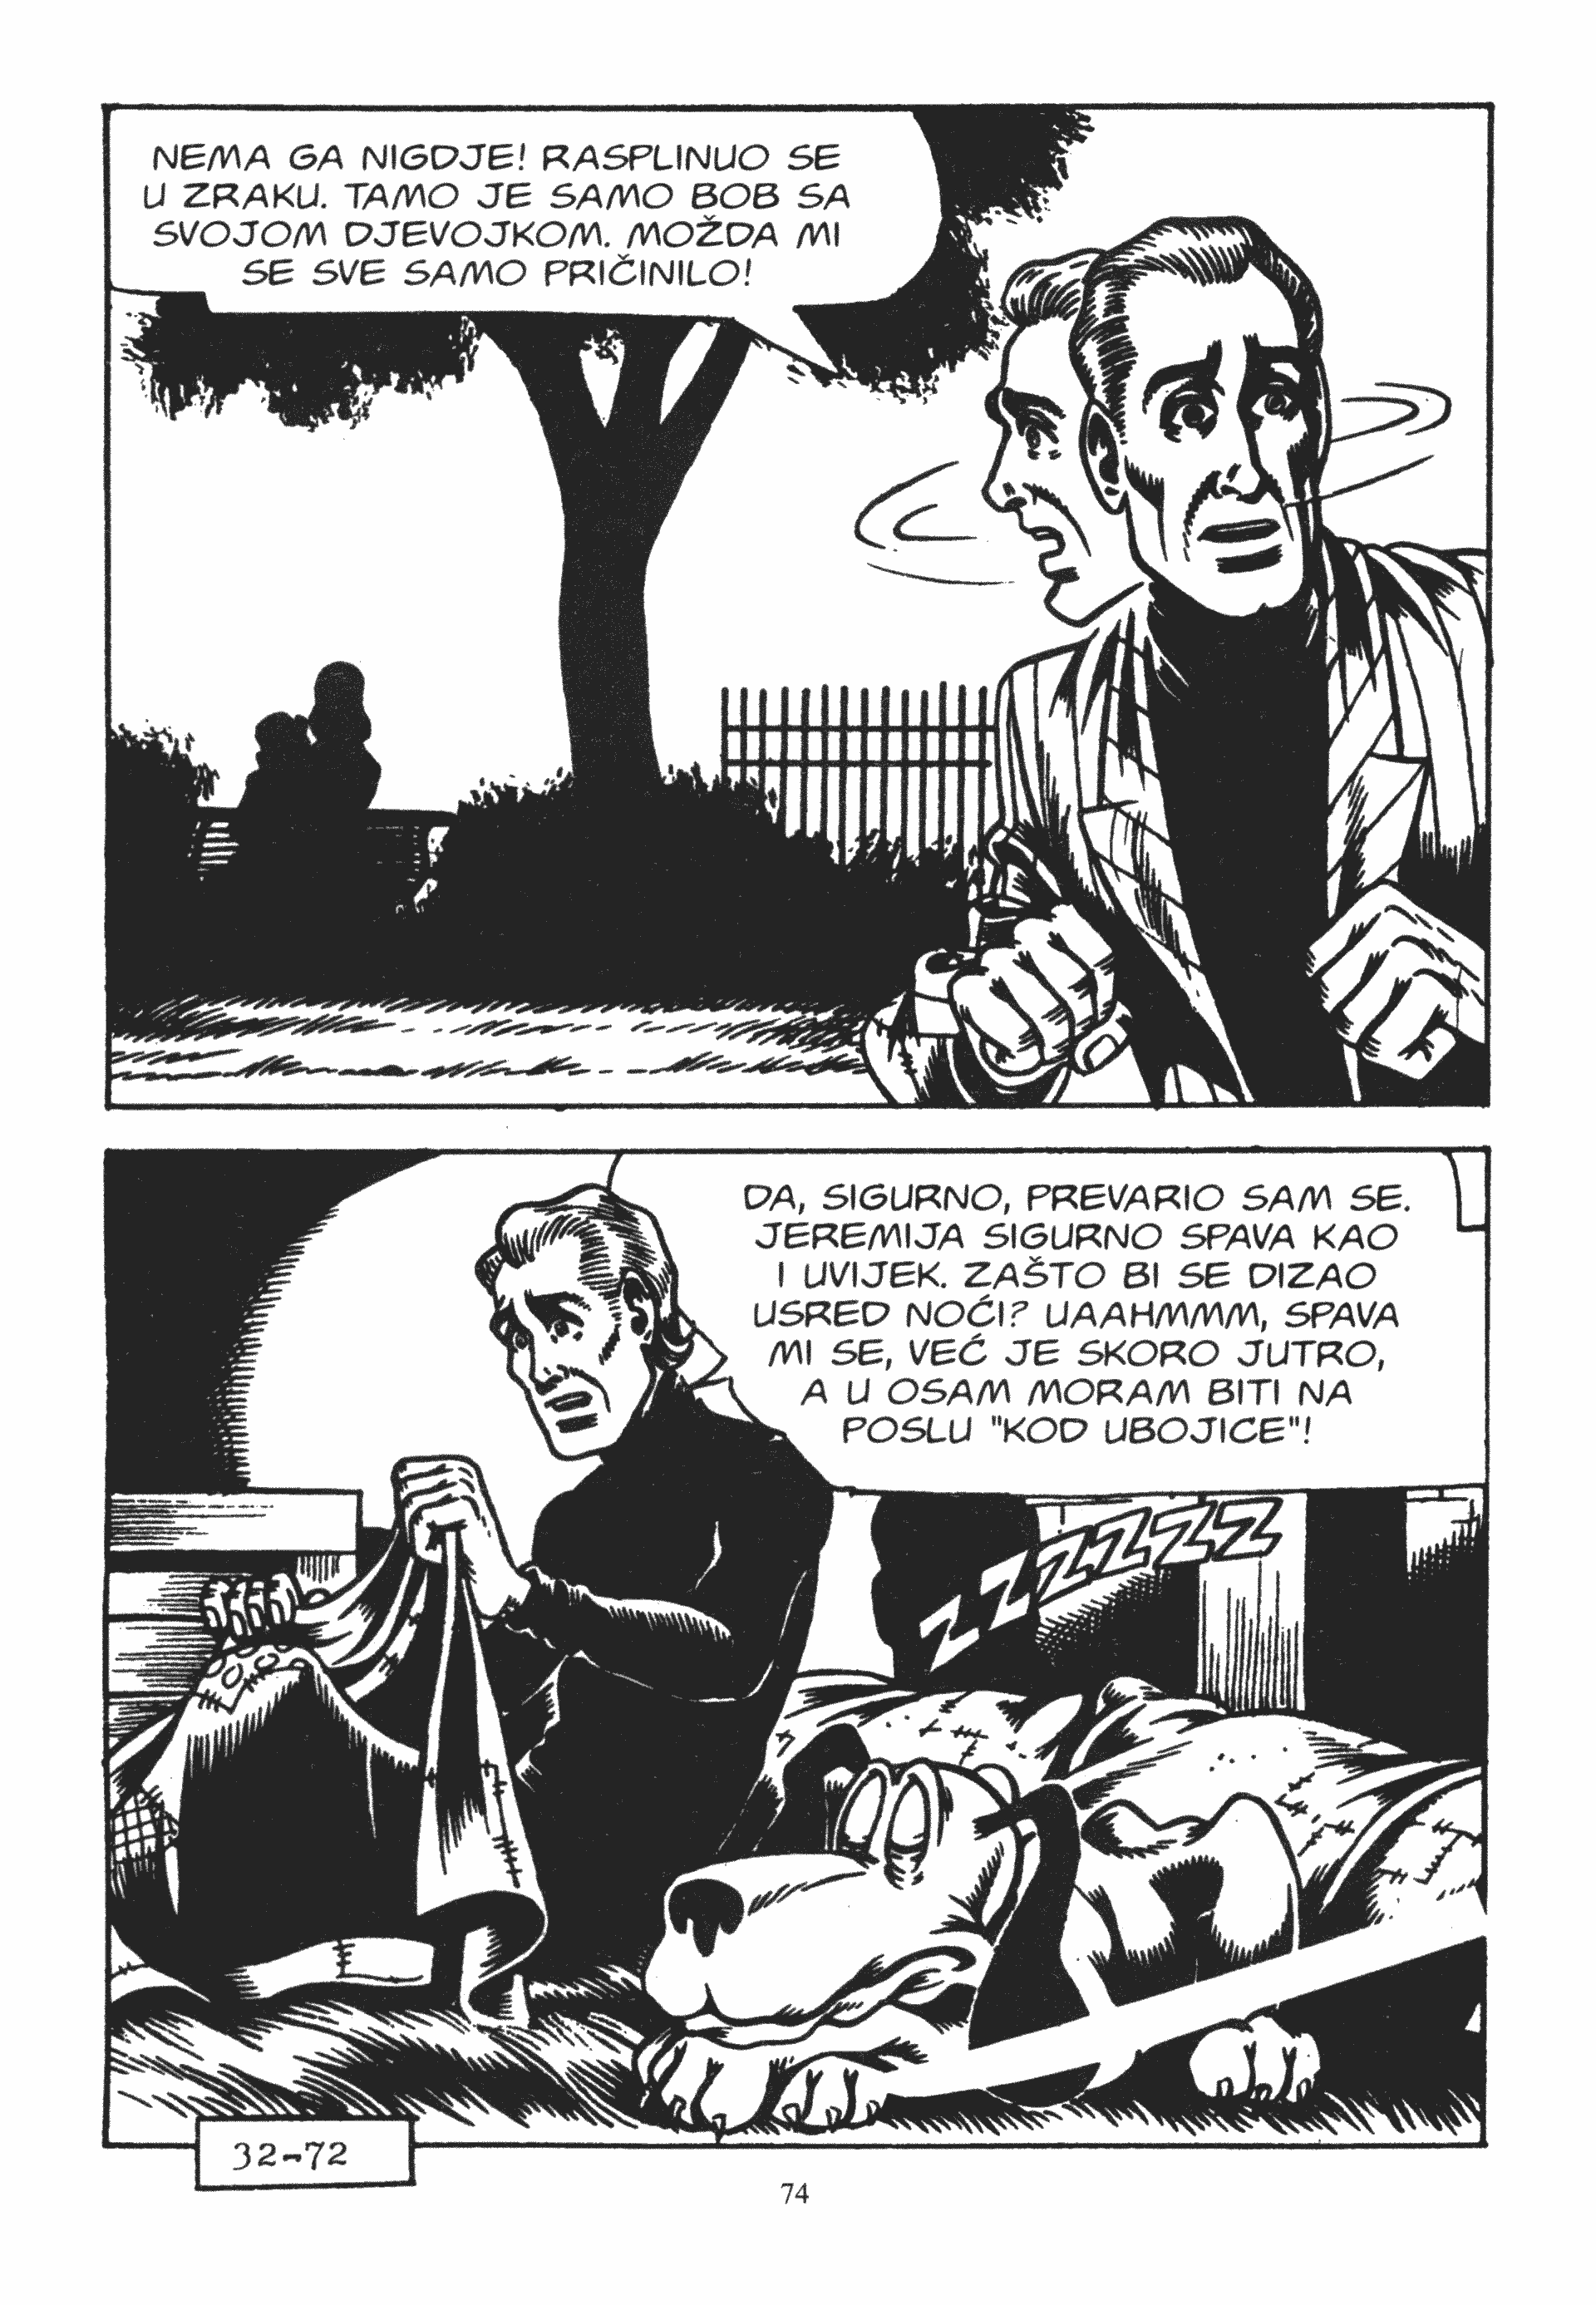 NEMA GA NIGDJE! RASPLINUO SE
U ZRAKU. TAMO JE SAMO BOB SA
SVOJOM DJEVOJKOM. MOŽDA MI
SE SVE SAMO PRIČINILO!
DA, SIGURNO, PREVARIO SAM SE.
JEREMIJA SIGURNO SPAVA KAO
I UVIJEK. ZAŠTO BI SE DIZAO
USRED NOĆI? UAAHMMM, SPAVA
MI SE, VEĆ JE SKORO JUTRO,
A U OSAM MORAM BITI NA
POSLU "KOD UBOJICE"!
ZZZZZZZ
32-72
74